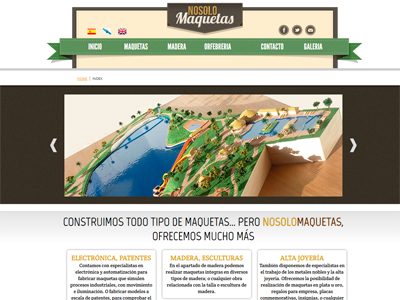 NOSOLO
Maquetas
INICIO
MAQUETAS
MADERA
ORFEBRERIA
CONTACTO
GALERIA
HOME | INDEX
CONSTRUIMOS TODO TIPO DE MAQUETAS... PERO NOSOLOMAQUETAS,
OFRECEMOS MUCHO MÁS
ELECTRÓNICA, PATENTES
Contamos con especialistas en
electrónica y automatización para
fabricar maquetas que simulen
procesos industriales, con movimiento
e iluminación. O fabricar modelos a
escala de patentes, para comprobar el
MADERA, ESCULTURAS
En el apartado de madera podemos
realizar maquetas integras en diversos
tipos de madera; o cualquier obra
relacionada con la talla o escultura de
madera.
ALTA JOYERÍA
También disponemos de especialistas en
el trabajo de los metales nobles y la alta
joyería. Ofrecemos la posibilidad de
realización de maquetas en plata u oro,
regalos para empresa, placas
conmemorativas, insignias, o cualquier